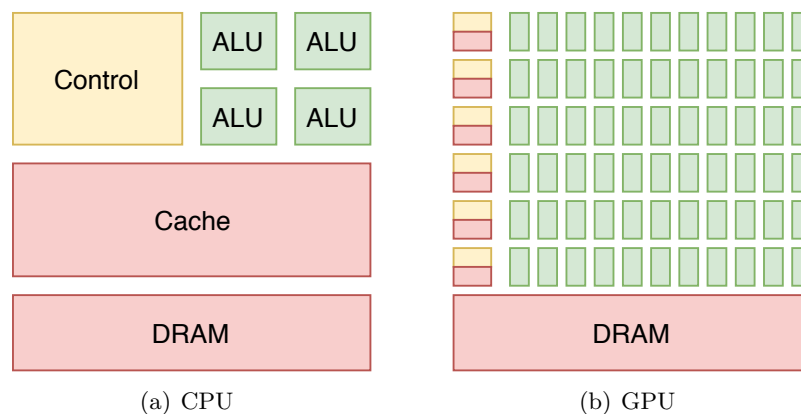 Control
ALU ALU
ALU ALU
Cache
DRAM
(a) CPU
DRAM
(b) GPU